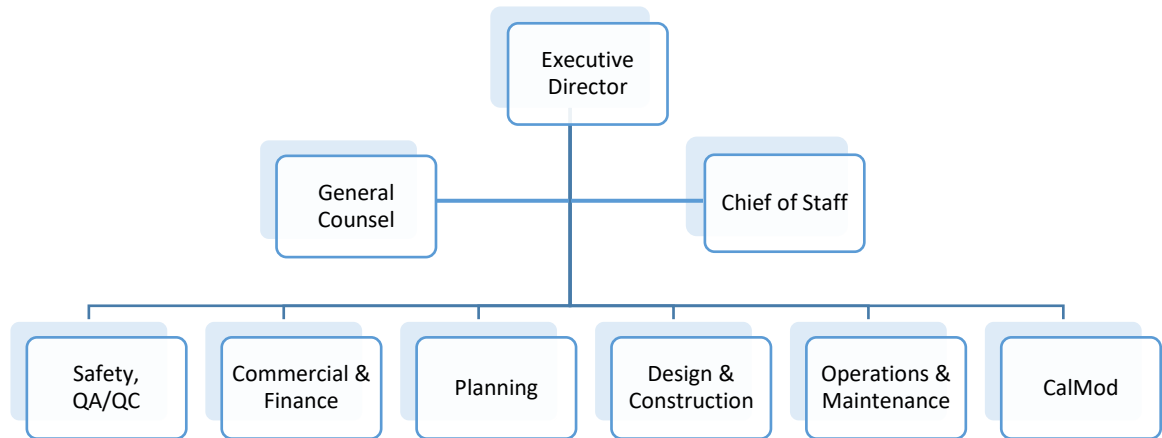 Executive
Director
General
Counsel
Chief of Staff
Safety,
QA/QC
Commercial &
Finance
Planning
Design &
Construction
Operations &
Maintenance
CalMod